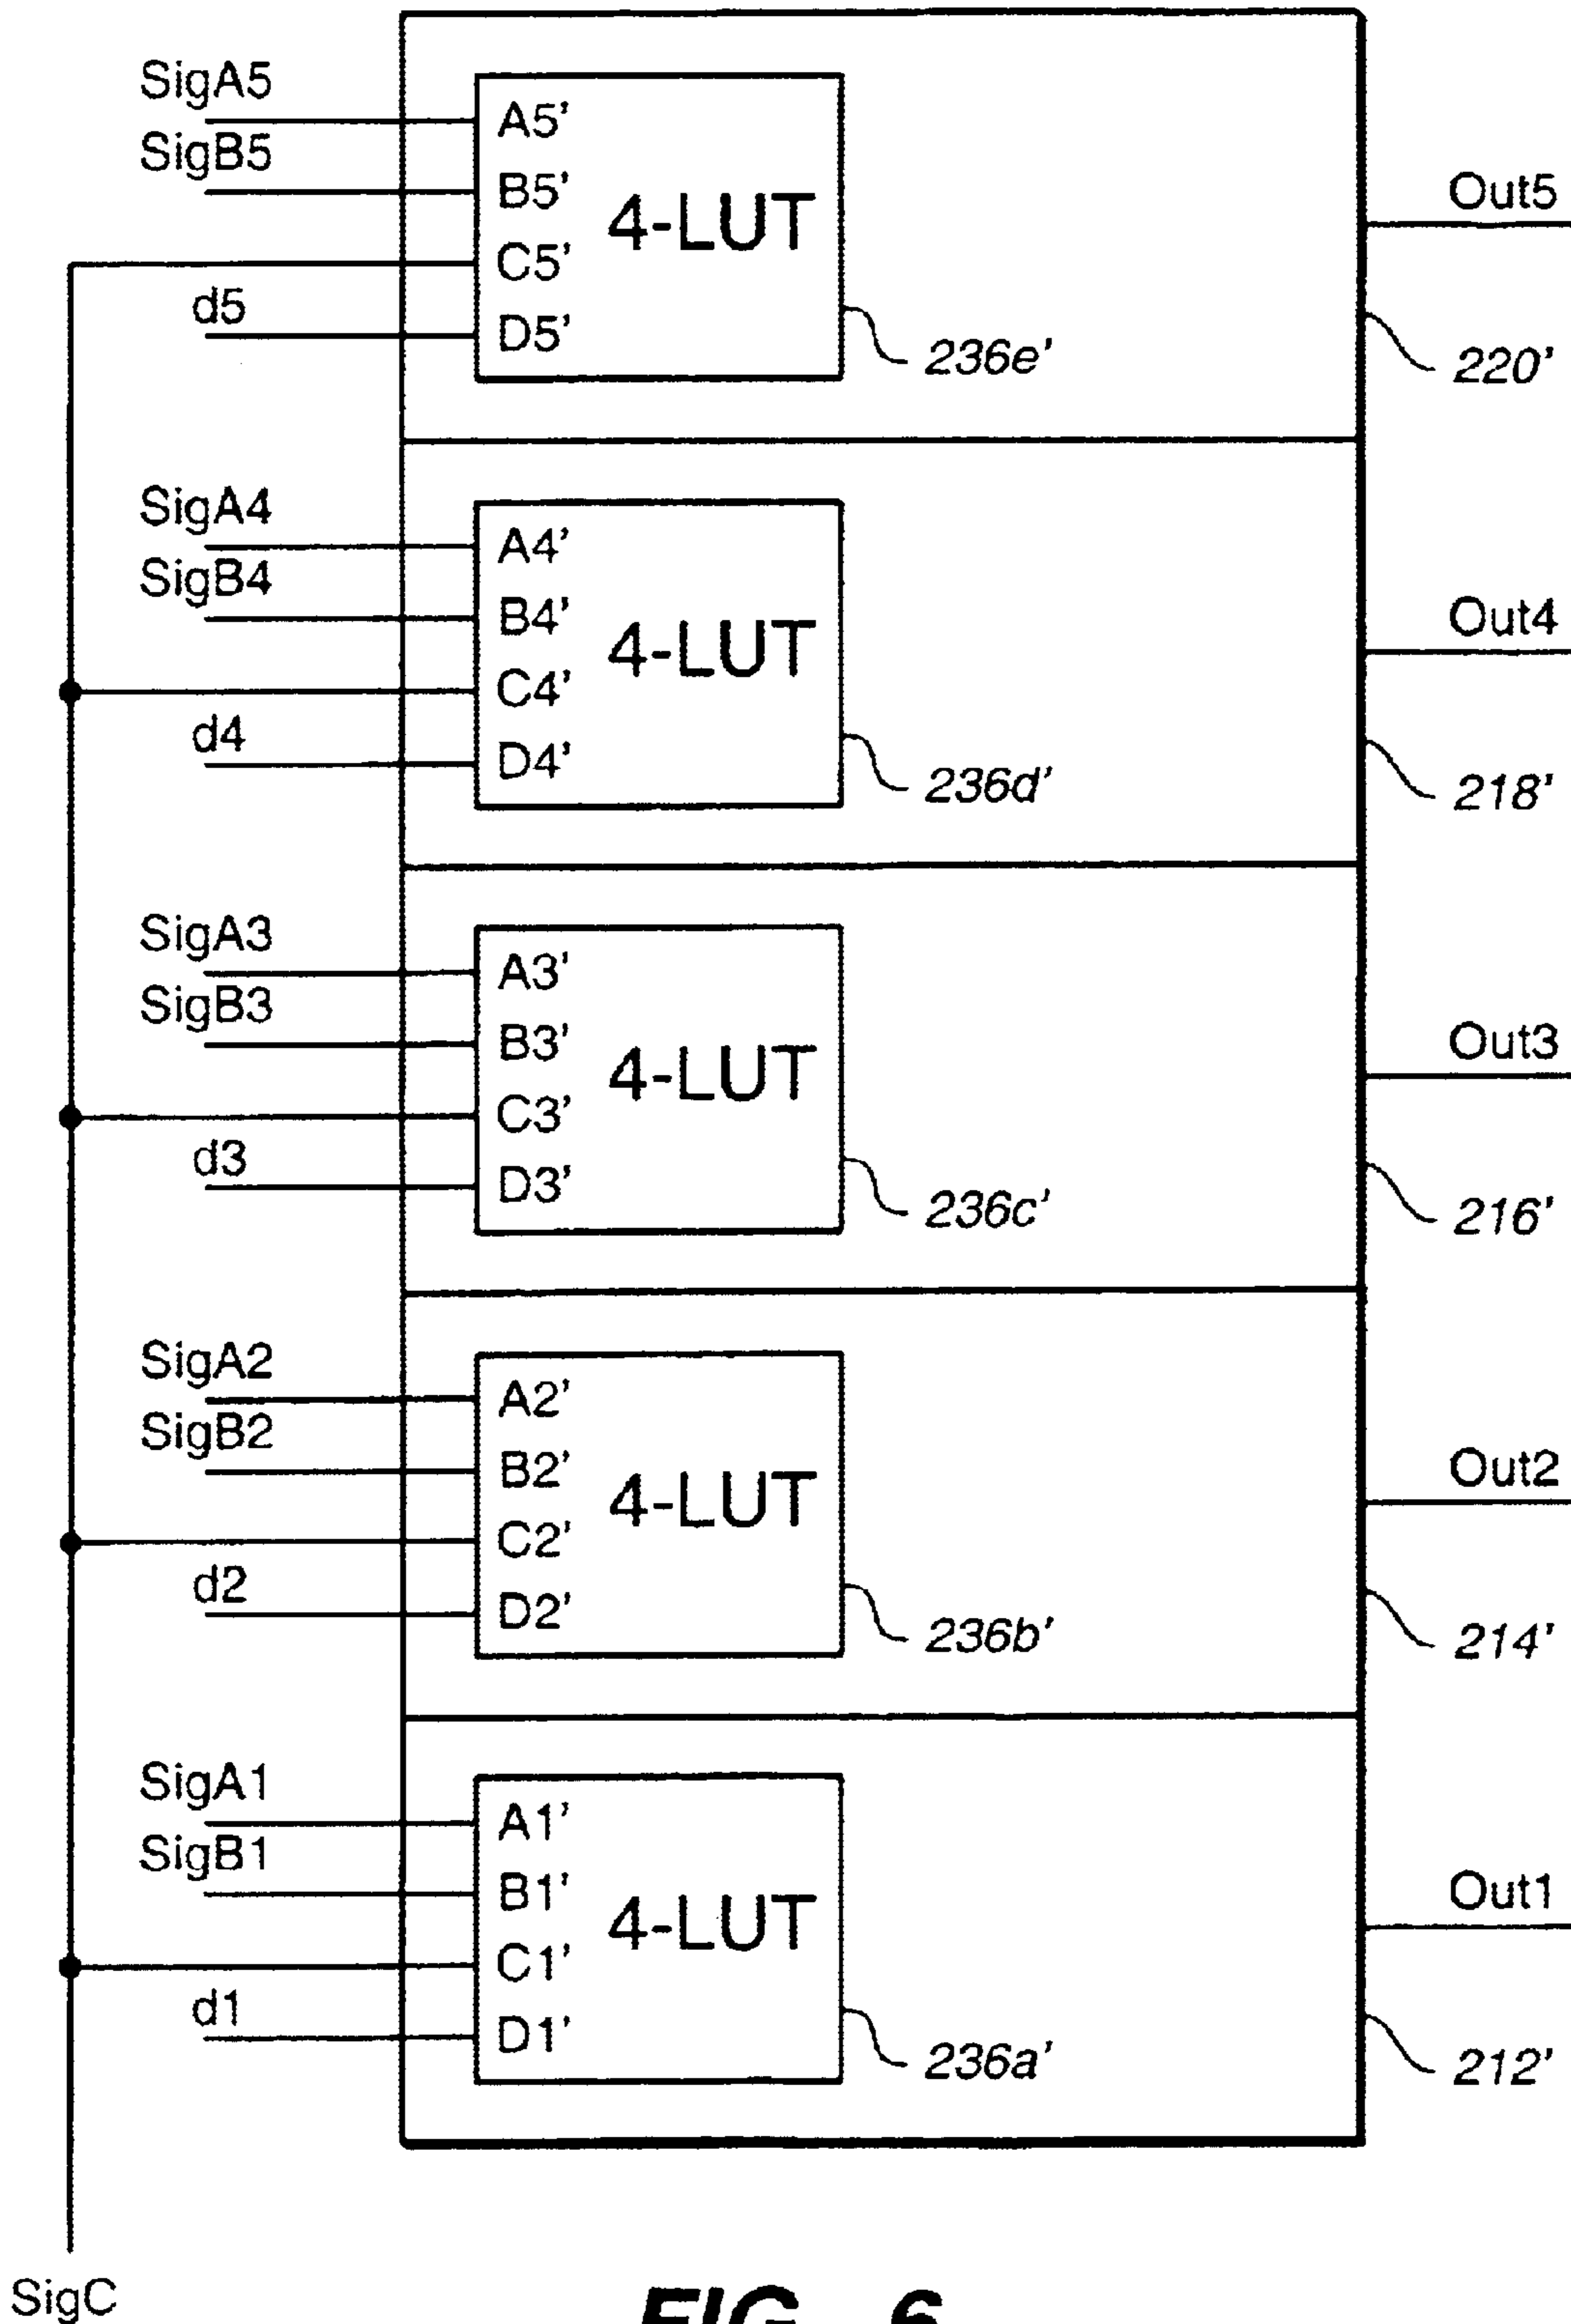 SigA5
A5'
SigB5
B5'
4-LUT
Out5
C5'
d5
D5'
236e'
220'
SigA4
A4'
SigB4
B4'
4-LUT
Out4
C4'
d4
D4'
236d'
218'
SigA3
A3'
SigB3
B3'
4-LUT
Out3
C3'
d3
D3'
236c'
216'
SigA2
A2'
SigB2
B2'
4-LUT
Out2
C2'
d2
D2'
236b'
214'
SigA1
A1'
SigB1
B1'
4-LUT
Out1
C1'
d1
D1'
236a'
212'
SigC
FIG. 6